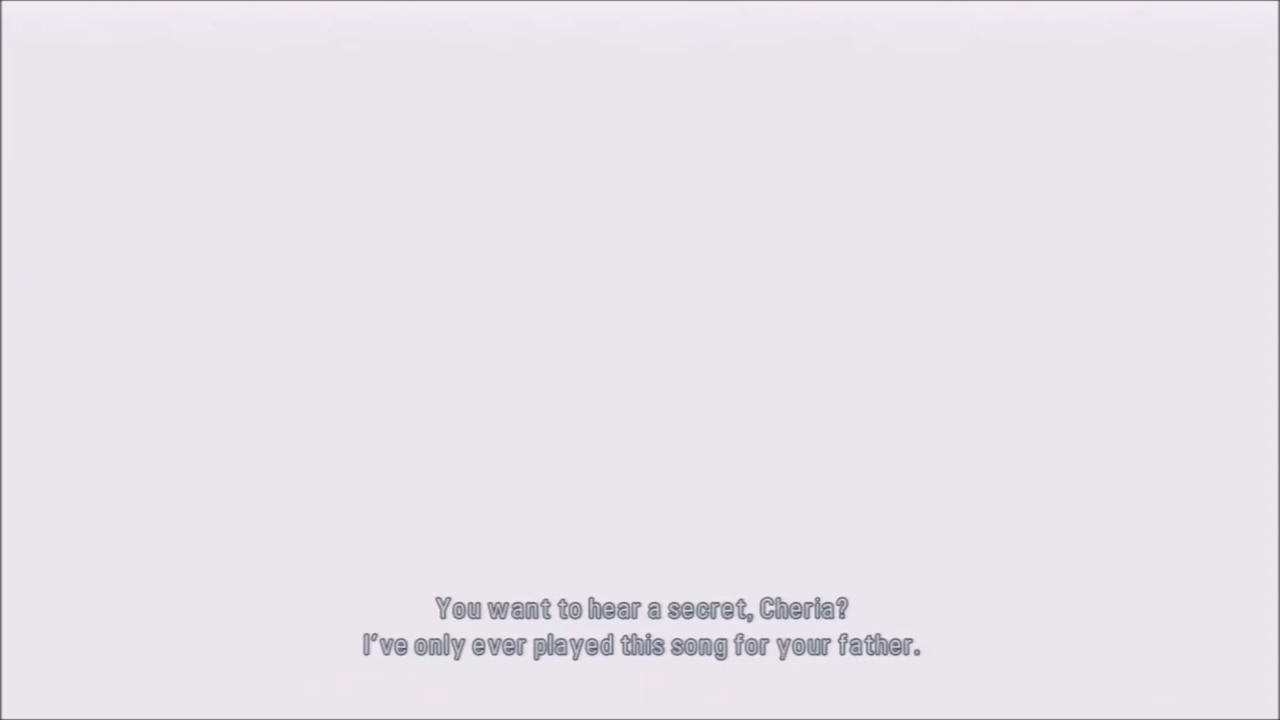 You want to hear a secret, Cheria?
I've only ever played this song for your father.